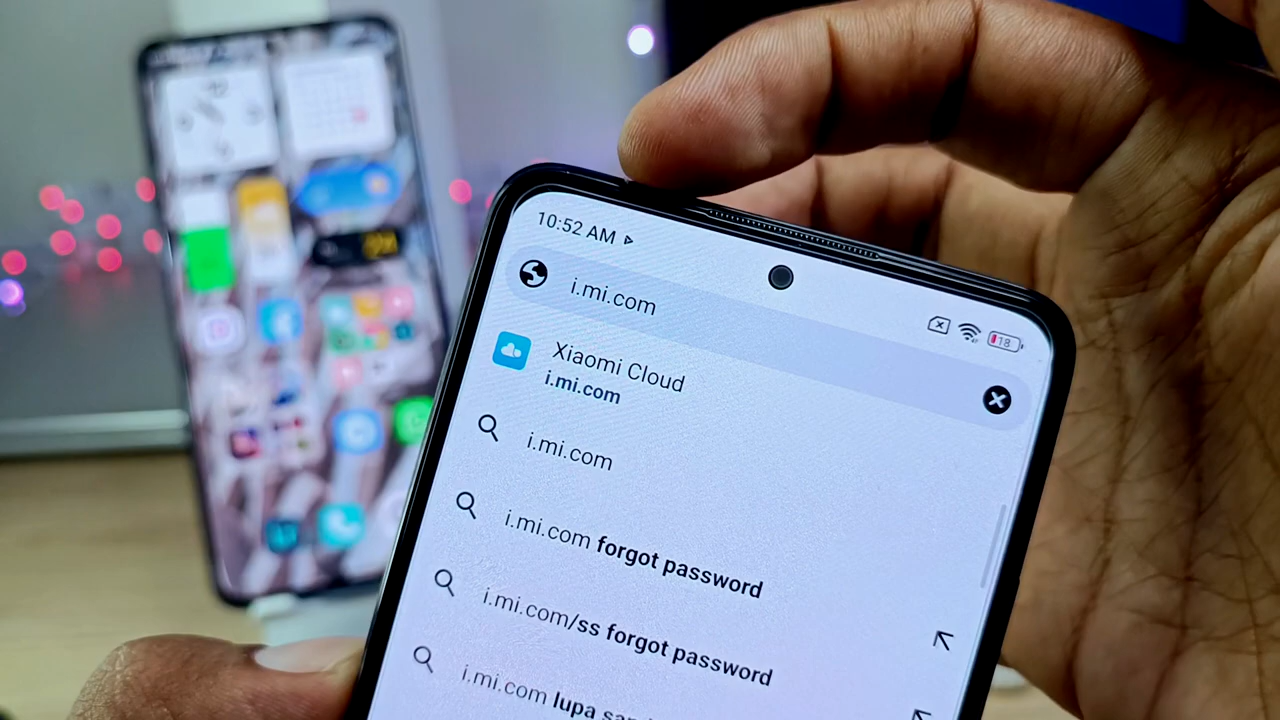 10:52 AM
18
i.mi.com
Xiaomi Cloud
i.mi.com
i.mi.com
i.mi.com forgot password
i.mi.com/ss forgot password
i.mi.com lupa